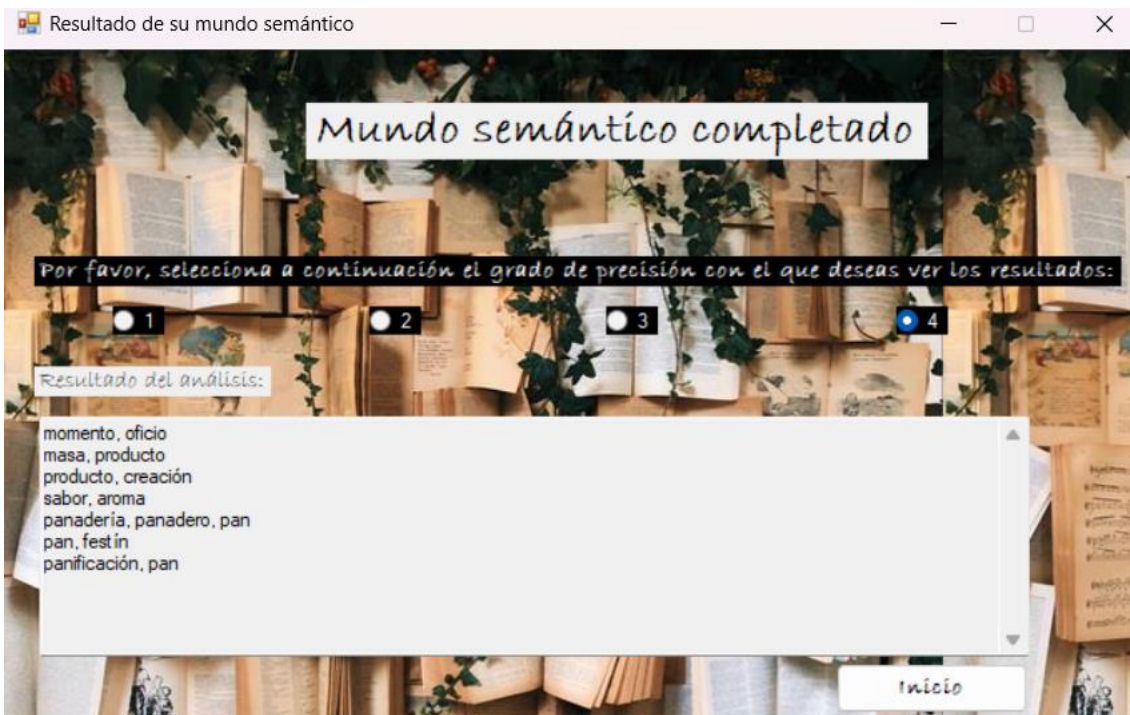 Resultado de su mundo semántico
Mundo semántico completado
Por favor, selecciona a continuación el grado de precisión con el que deseas ver los resultados:
1 2 3 4
Resultado del análisis:
momento, oficio
masa, producto
producto, creación
sabor, aroma
panadería, panadero, pan
pan, festín
panificación, pan
Inicio